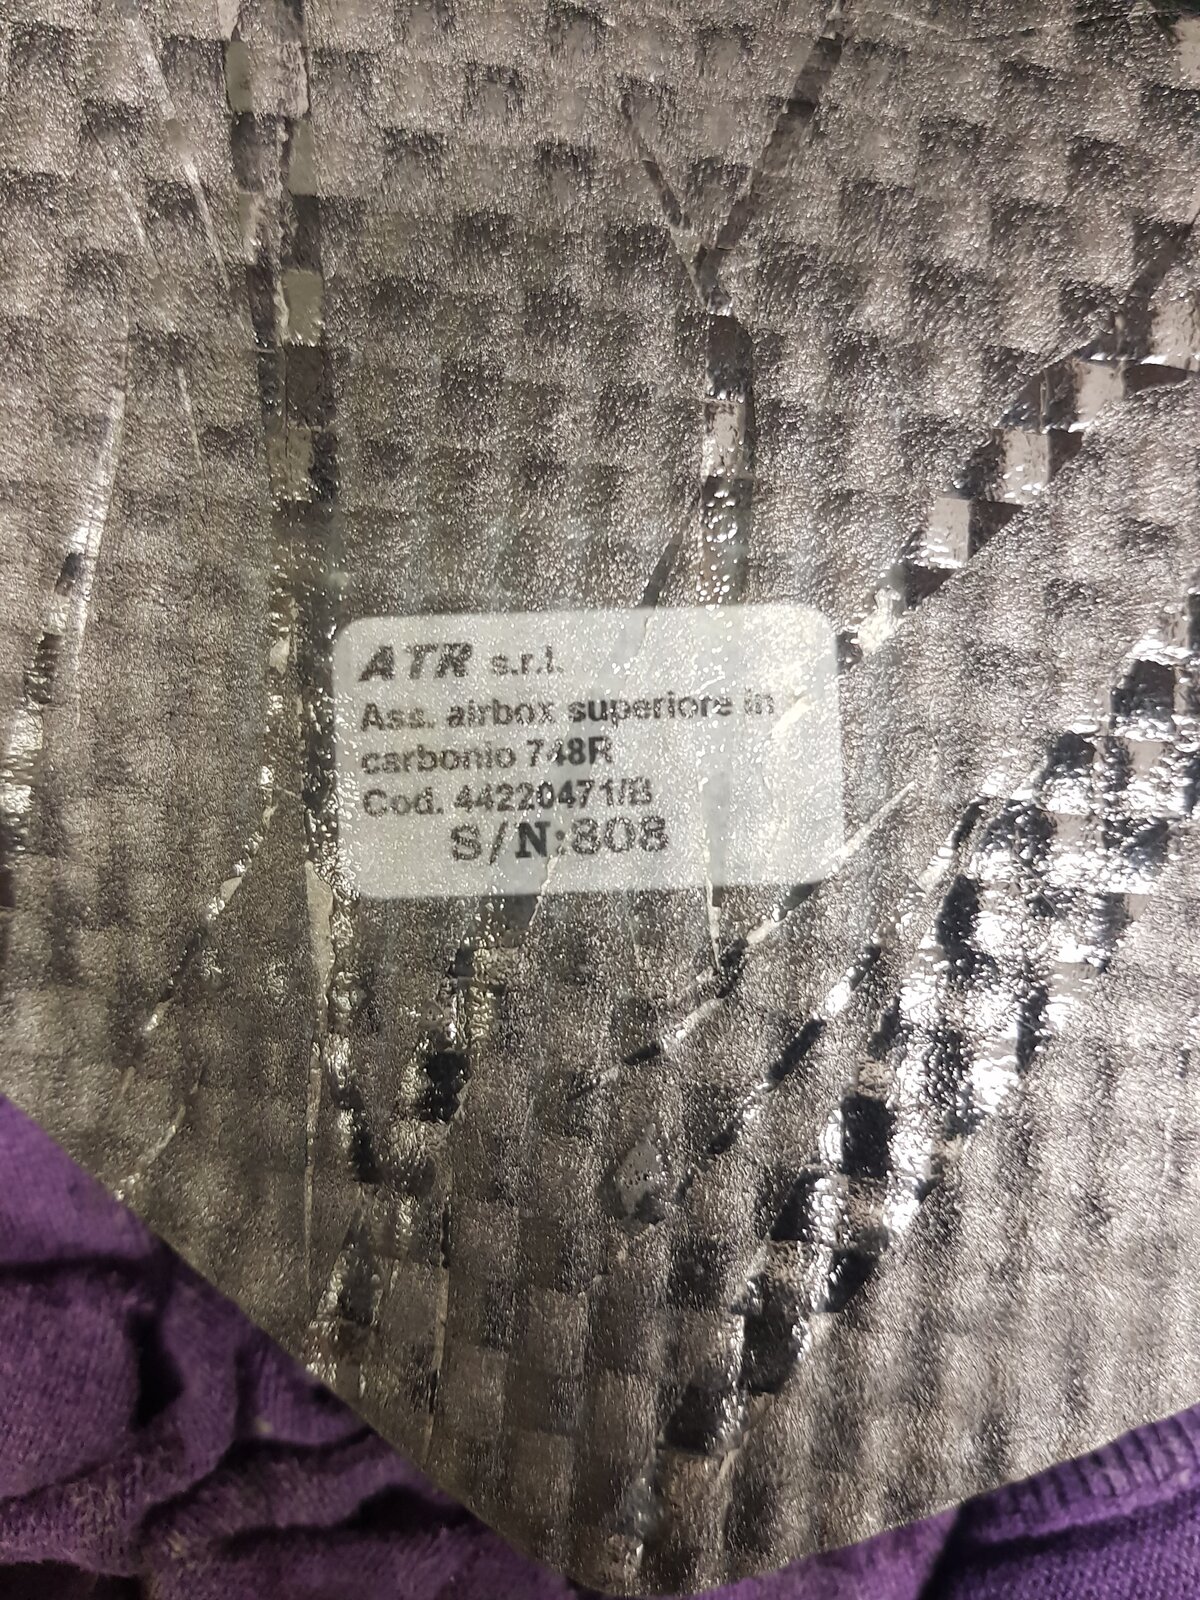 ATR s.r.l.
Ass. airbox superiore in
carbonio 748R
Cod. 44220471/B
S/N:808